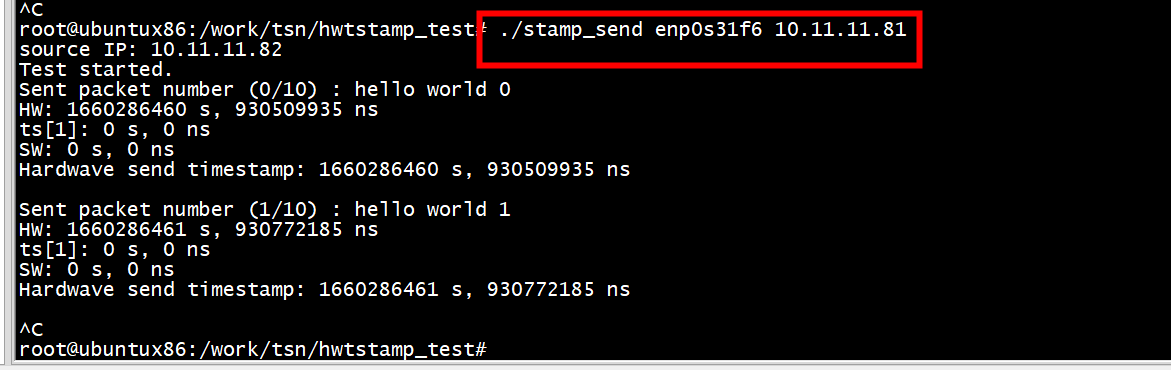 ^C
root@ubuntux86:/work/tsn/hwtstamp_test# ./stamp_send enp0s31f6 10.11.11.81
source IP: 10.11.11.82
Test started.
Sent packet number (0/10) : hello world 0
HW: 1660286460 s, 930509935 ns
ts[1]: 0 s, 0 ns
SW: 0 s, 0 ns
Hardwave send timestamp: 1660286460 s, 930509935 ns
Sent packet number (1/10) : hello world 1
HW: 1660286461 s, 930772185 ns
ts[1]: 0 s, 0 ns
SW: 0 s, 0 ns
Hardwave send timestamp: 1660286461 s, 930772185 ns
^C
root@ubuntux86:/work/tsn/hwtstamp_test#